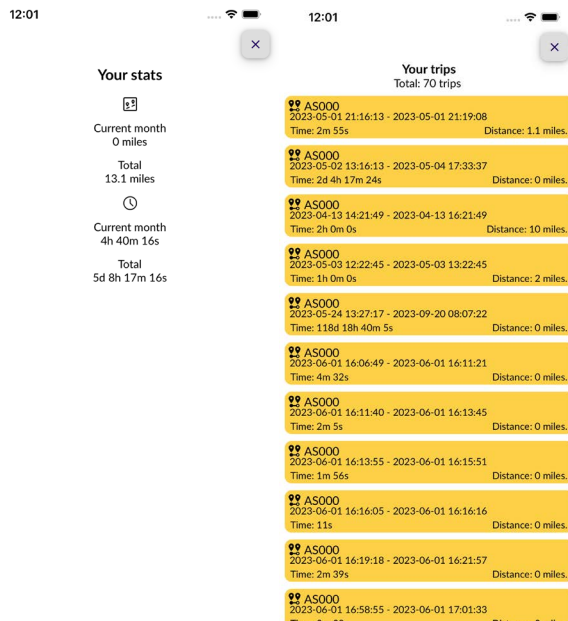 12:01
Your stats
Current month
0 miles
Total
13.1 miles
Current month
4h 40m 16s
Total
5d 8h 17m 16s
12:01
Your trips
Total: 70 trips
AS000
2023-05-01 21:16:13 - 2023-05-01 21:19:08
Time: 2m 55s Distance: 1.1 miles.
AS000
2023-05-02 13:16:13 - 2023-05-04 17:33:37
Time: 2d 4h 17m 24s Distance: 0 miles.
AS000
2023-04-13 14:21:49 - 2023-04-13 16:21:49
Time: 2h 0m 0s Distance: 10 miles.
AS000
2023-05-03 12:22:45 - 2023-05-03 13:22:45
Time: 1h 0m 0s Distance: 2 miles.
AS000
2023-05-24 13:27:17 - 2023-09-20 08:07:22
Time: 118d 18h 40m 5s Distance: 0 miles.
AS000
2023-06-01 16:06:49 - 2023-06-01 16:11:21
Time: 4m 32s Distance: 0 miles.
AS000
2023-06-01 16:11:40 - 2023-06-01 16:13:45
Time: 2m 5s Distance: 0 miles.
AS000
2023-06-01 16:13:55 - 2023-06-01 16:15:51
Time: 1m 56s Distance: 0 miles.
AS000
2023-06-01 16:16:05 - 2023-06-01 16:16:16
Time: 11s Distance: 0 miles.
AS000
2023-06-01 16:19:18 - 2023-06-01 16:21:57
Time: 2m 39s Distance: 0 miles.
AS000
2023-06-01 16:58:55 - 2023-06-01 17:01:33